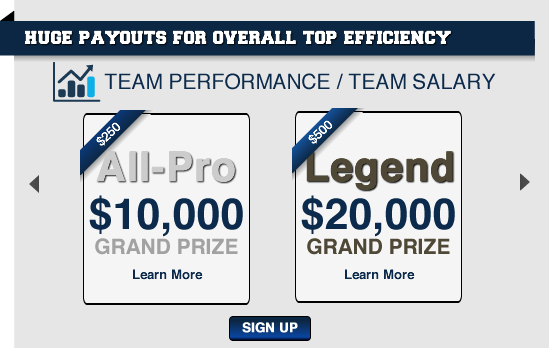 HUGE PAYOUTS FOR OVERALL TOP EFFICIENCY
TEAM PERFORMANCE / TEAM SALARY
$250
All-Pro
$10,000
GRAND PRIZE
Learn More
$500
Legend
$20,000
GRAND PRIZE
Learn More
SIGN UP